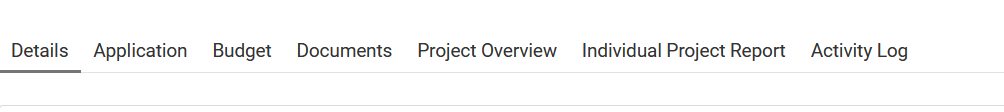 Details Application Budget Documents Project Overview Individual Project Report Activity Log